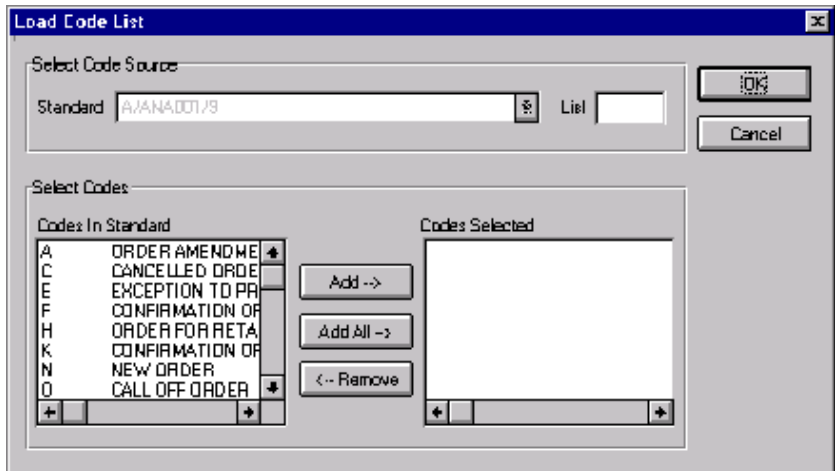 Load Code List
Select Code Source
Standard A/ANA001/9 List
OK
Cancel
Select Codes
Codes In Standard
Codes Selected
A ORDER AMENDME
C CANCELLED ORDE
E EXCEPTION TO PR
F CONFIRMATION OF
H ORDER FOR RETA
K CONFIRMATION OF
N NEW ORDER
O CALL OFF ORDER
Add -->
Add All -->
<-- Remove